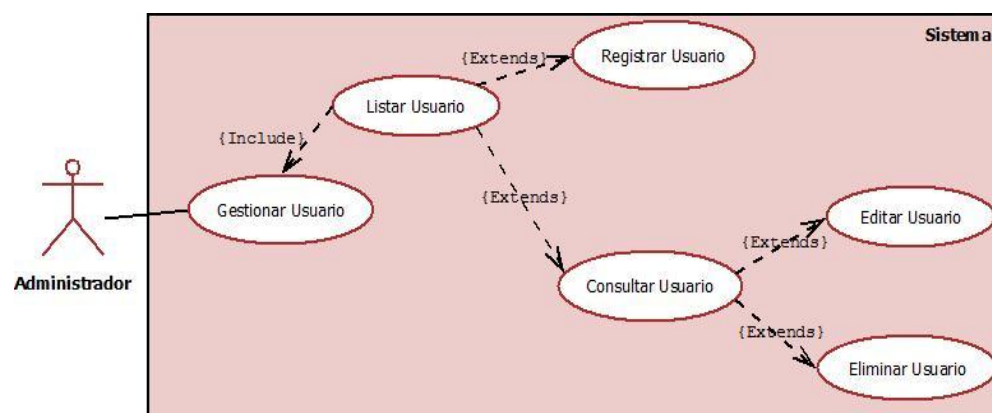 Sistema
{Extends}
Registrar Usuario
Listar Usuario
{Include}
Gestionar Usuario
{Extends}
Editar Usuario
{Extends}
Administrador
Consultar Usuario
{Extends}
Eliminar Usuario